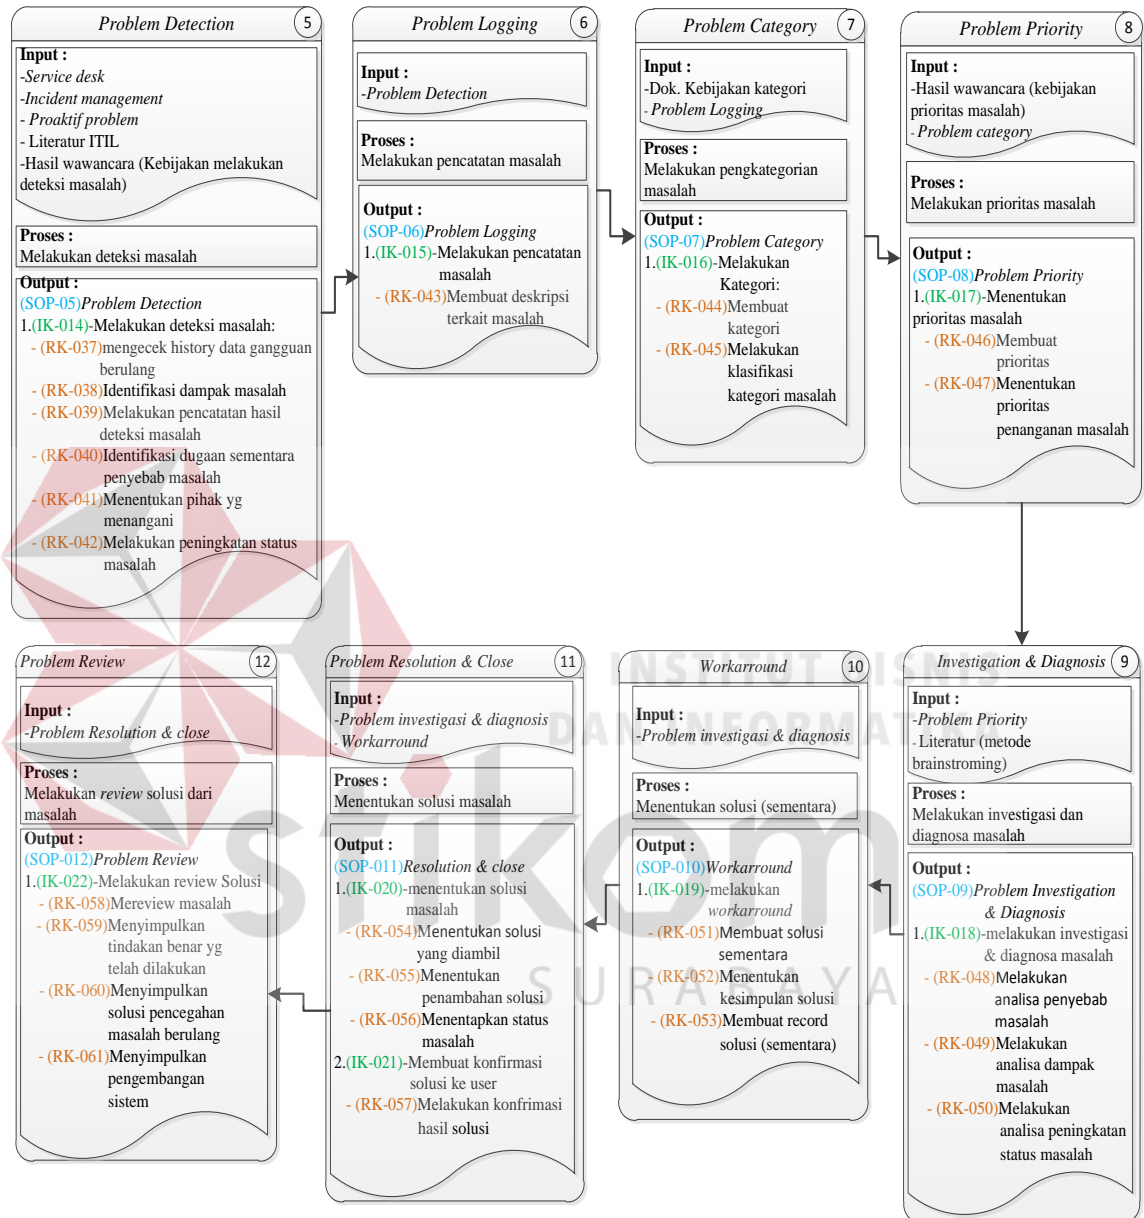 Problem Detection 5
Input :
-Service desk
-Incident management
- Proaktif problem
- Literatur ITIL
-Hasil wawancara (Kebijakan melakukan
deteksi masalah)
Proses :
Melakukan deteksi masalah
Output :
(SOP-05)Problem Detection
1.(IK-014)-Melakukan deteksi masalah:
- (RK-037)mengecek history data gangguan
berulang
- (RK-038)Identifikasi dampak masalah
- (RK-039)Melakukan pencatatan hasil
deteksi masalah
- (RK-040)Identifikasi dugaan sementara
penyebab masalah
- (RK-041)Menentukan pihak yg
menangani
- (RK-042)Melakukan peningkatan status
masalah
Problem Logging 6
Input :
-Problem Detection
Proses :
Melakukan pencatatan masalah
Output :
(SOP-06)Problem Logging
1.(IK-015)-Melakukan pencatatan
masalah
- (RK-043)Membuat deskripsi
terkait masalah
Problem Category 7
Input :
-Dok. Kebijakan kategori
- Problem Logging
Proses :
Melakukan pengkategorian
masalah
Output :
(SOP-07)Problem Category
1.(IK-016)-Melakukan
Kategori:
- (RK-044)Membuat
kategori
- (RK-045)Melakukan
klasifikasi
kategori masalah
Problem Priority 8
Input :
-Hasil wawancara (kebijakan
prioritas masalah)
- Problem category
Proses :
Melakukan prioritas masalah
Output :
(SOP-08)Problem Priority
1.(IK-017)-Menentukan
prioritas masalah
- (RK-046)Membuat
prioritas
- (RK-047)Menentukan
prioritas
penanganan masalah
Problem Review 12
Input :
-Problem Resolution & close
Proses :
Melakukan review solusi dari
masalah
Output :
(SOP-012)Problem Review
1.(IK-022)-Melakukan review Solusi
- (RK-058)Mereview masalah
- (RK-059)Menyimpulkan
tindakan benar yg
telah dilakukan
- (RK-060)Menyimpulkan
solusi pencegahan
masalah berulang
- (RK-061)Menyimpulkan
pengembangan
sistem
Problem Resolution & Close 11
Input :
-Problem investigasi & diagnosis
- Workarround
Proses :
Menentukan solusi masalah
Output :
(SOP-011)Resolution & close
1.(IK-020)-menentukan solusi
masalah
- (RK-054)Menentukan solusi
yang diambil
- (RK-055)Menentukan
penambahan solusi
- (RK-056)Menentapkan status
masalah
2.(IK-021)-Membuat konfirmasi
solusi ke user
- (RK-057)Melakukan konfrimasi
hasil solusi
Workarround 10
Input :
-Problem investigasi & diagnosis
Proses :
Menentukan solusi (sementara)
Output :
(SOP-010)Workarround
1.(IK-019)-melakukan
workarround
- (RK-051)Membuat solusi
sementara
- (RK-052)Menentukan
kesimpulan solusi
- (RK-053)Membuat record
solusi (sementara)
Investigation & Diagnosis 9
Input :
-Problem Priority
- Literatur (metode
brainstroming)
Proses :
Melakukan investigasi dan
diagnosa masalah
Output :
(SOP-09)Problem Investigation
& Diagnosis
1.(IK-018)-melakukan investigasi
& diagnosa masalah
- (RK-048)Melakukan
analisa penyebab
masalah
- (RK-049)Melakukan
analisa dampak
masalah
- (RK-050)Melakukan
analisa peningkatan
status masalah
INSTITUT BISNIS
DAN INFORMATIKA
stikom
SURABAYA